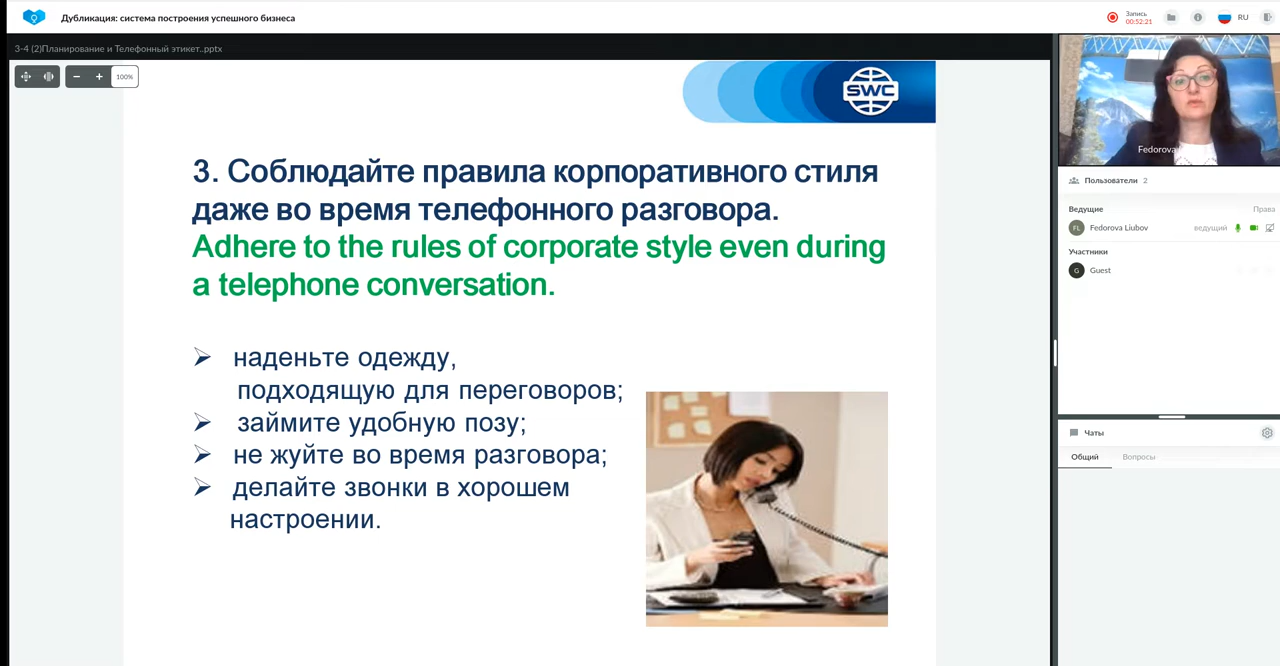 Дубликация: система построения успешного бизнеса
Запись
00:52:21
RU
3-4 (2)Планирование и Телефонный этикет..pptx
100%
SWC
3. Соблюдайте правила корпоративного стиля
даже во время телефонного разговора.
Adhere to the rules of corporate style even during
a telephone conversation.
наденьте одежду,
подходящую для переговоров;
займите удобную позу;
не жуйте во время разговора;
делайте звонки в хорошем
настроении.
Fedorova
Пользователи 2
Ведущие Права
FL Fedorova Liubov ведущий
Участники
G Guest
Чаты
Общий Вопросы